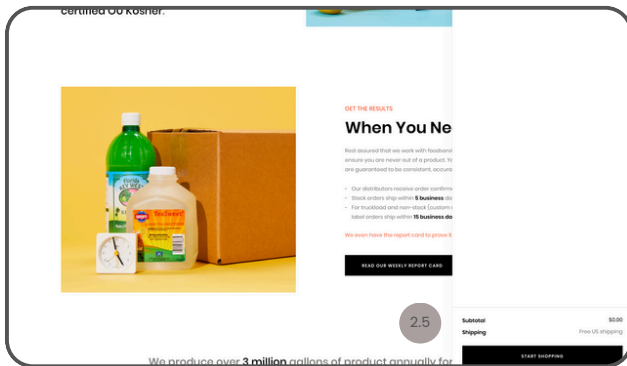 certified OU Kosher.
GET THE RESULTS
When You Ne
Rest assured that we work with foodservi
ensure you are never out of a product. Yo
are guaranteed to be consistent, accura
- Our distributors receive order confirm
- Stock orders ship within 5 business da
- For truckload and non-stock (custom
label orders ship within 15 business da
We even have the report card to prove it
READ OUR WEEKLY REPORT CARD
2.5
Subtotal $0.00
Shipping Free US shipping
START SHOPPING
We produce over 3 million gallons of product annually for
Florida
KEY WEST